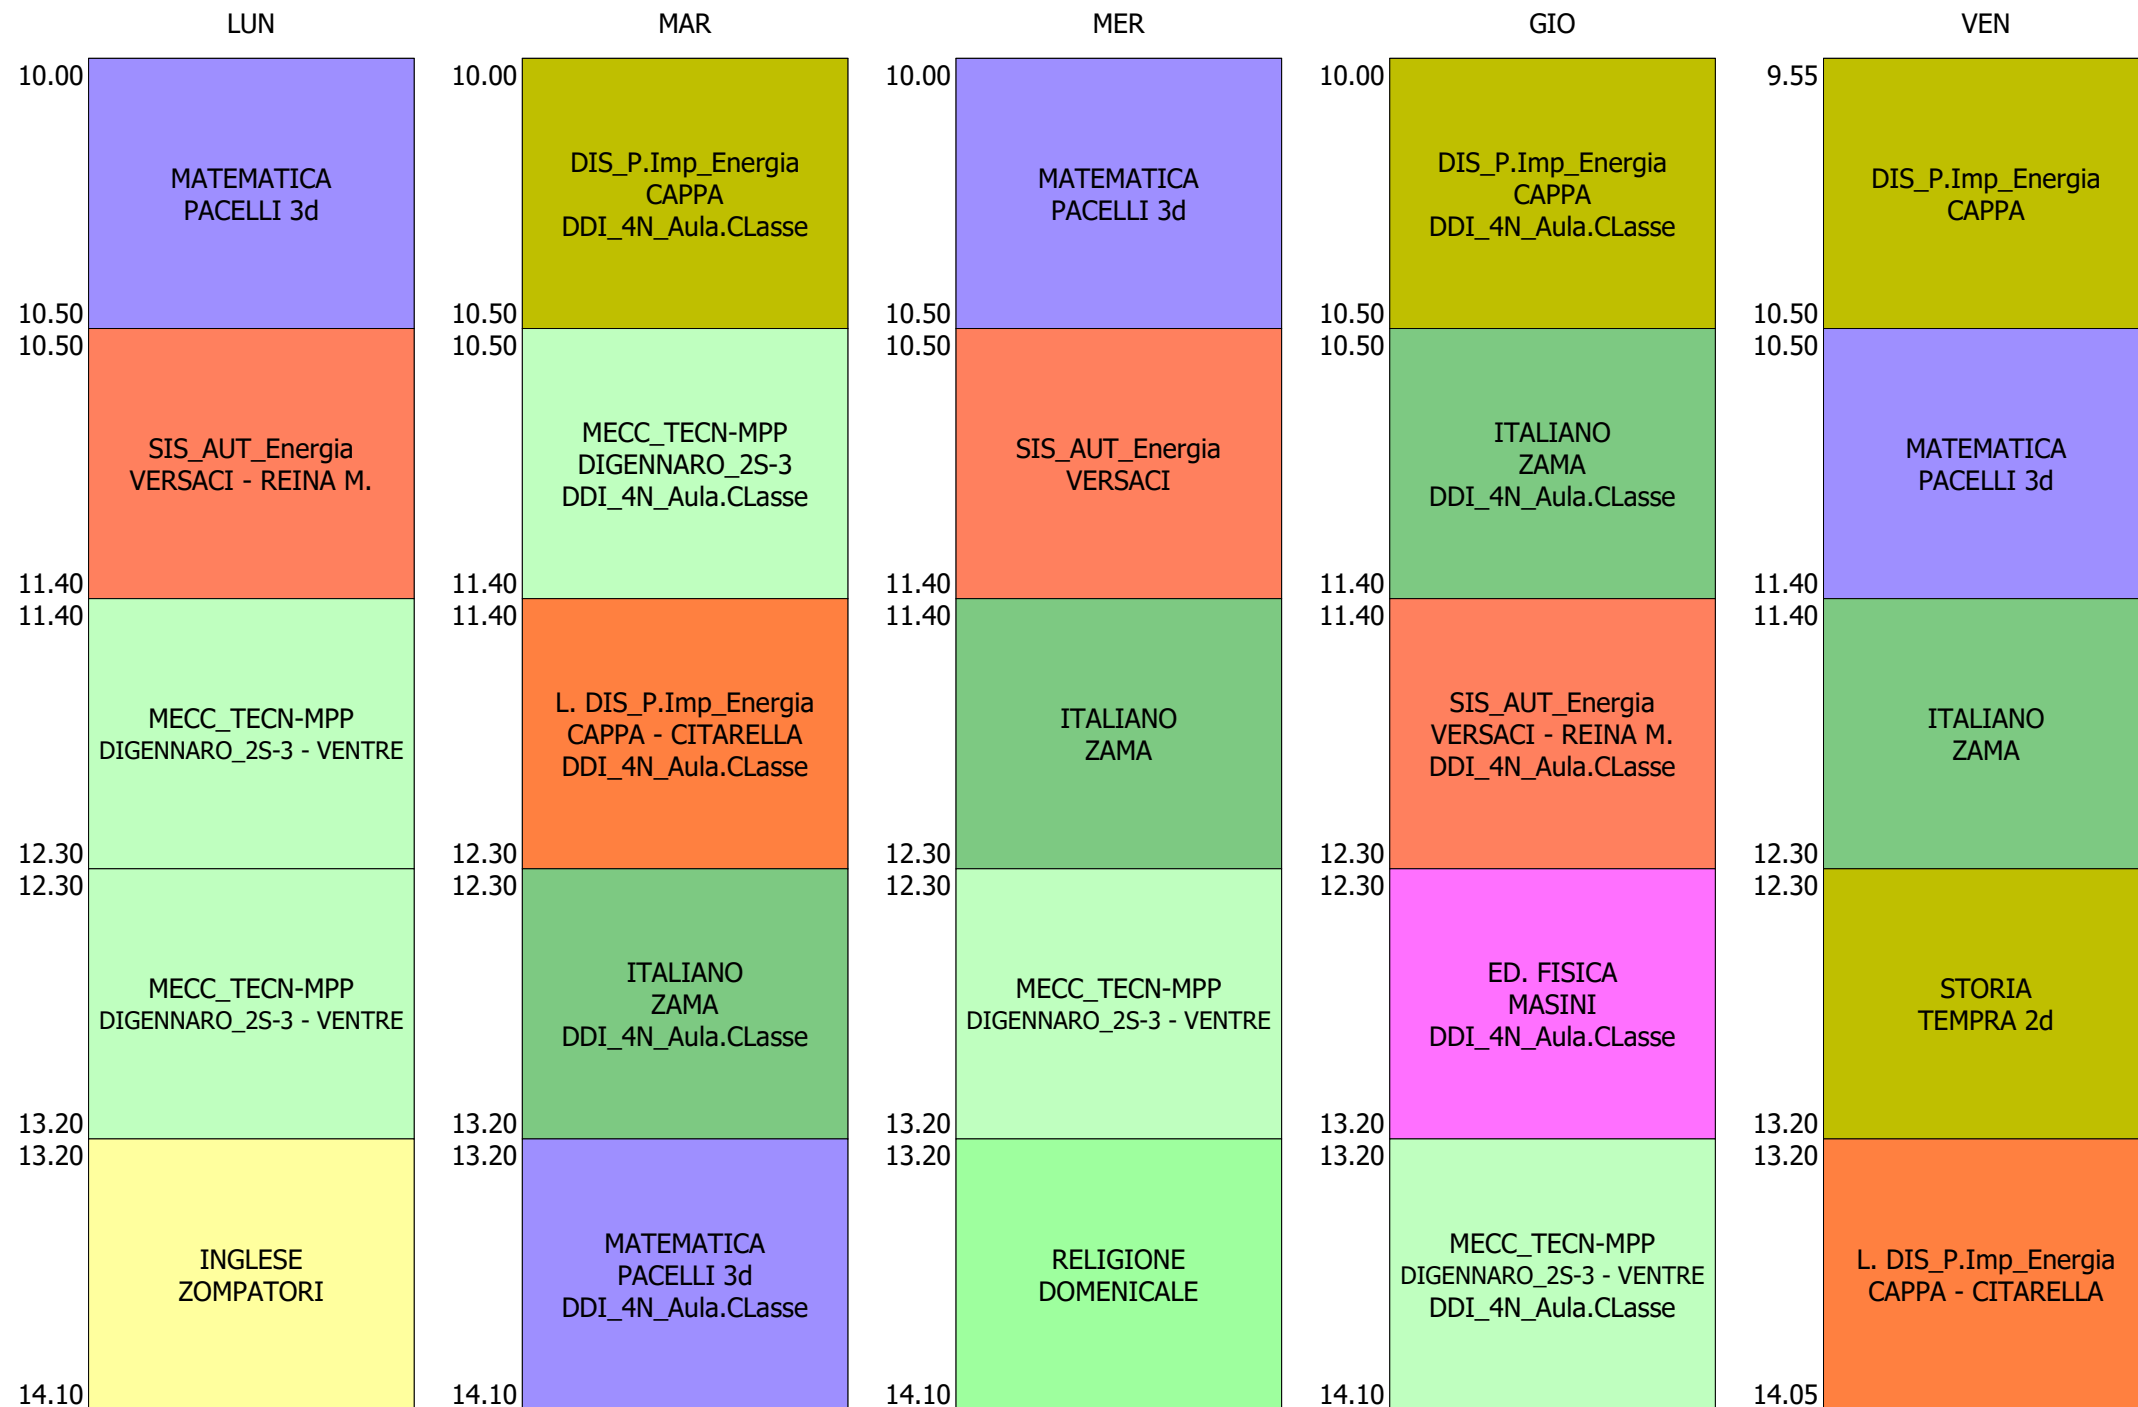 LUN
MAR
MER
GIO
VEN
10.00
MATEMATICA
PACELLI 3d
10.50
10.00
DIS_P.Imp_Energia
CAPPA
DDI_4N_Aula.CLasse
10.50
10.00
MATEMATICA
PACELLI 3d
10.50
10.00
DIS_P.Imp_Energia
CAPPA
DDI_4N_Aula.CLasse
10.50
9.55
DIS_P.Imp_Energia
CAPPA
10.50
10.50
SIS_AUT_Energia
VERSACI - REINA M.
11.40
10.50
MECC_TECN-MPP
DIGENNARO_2S-3
DDI_4N_Aula.CLasse
11.40
10.50
SIS_AUT_Energia
VERSACI
11.40
10.50
ITALIANO
ZAMA
DDI_4N_Aula.CLasse
11.40
10.50
MATEMATICA
PACELLI 3d
11.40
11.40
MECC_TECN-MPP
DIGENNARO_2S-3 - VENTRE
12.30
11.40
L. DIS_P.Imp_Energia
CAPPA - CITARELLA
DDI_4N_Aula.CLasse
12.30
11.40
ITALIANO
ZAMA
12.30
11.40
SIS_AUT_Energia
VERSACI - REINA M.
DDI_4N_Aula.CLasse
12.30
11.40
ITALIANO
ZAMA
12.30
12.30
MECC_TECN-MPP
DIGENNARO_2S-3 - VENTRE
13.20
12.30
ITALIANO
ZAMA
DDI_4N_Aula.CLasse
13.20
12.30
MECC_TECN-MPP
DIGENNARO_2S-3 - VENTRE
13.20
12.30
ED. FISICA
MASINI
DDI_4N_Aula.CLasse
13.20
12.30
STORIA
TEMPRA 2d
13.20
13.20
INGLESE
ZOMPATORI
14.10
13.20
MATEMATICA
PACELLI 3d
DDI_4N_Aula.CLasse
14.10
13.20
RELIGIONE
DOMENICALE
14.10
13.20
MECC_TECN-MPP
DIGENNARO_2S-3 - VENTRE
DDI_4N_Aula.CLasse
14.10
13.20
L. DIS_P.Imp_Energia
CAPPA - CITARELLA
14.05